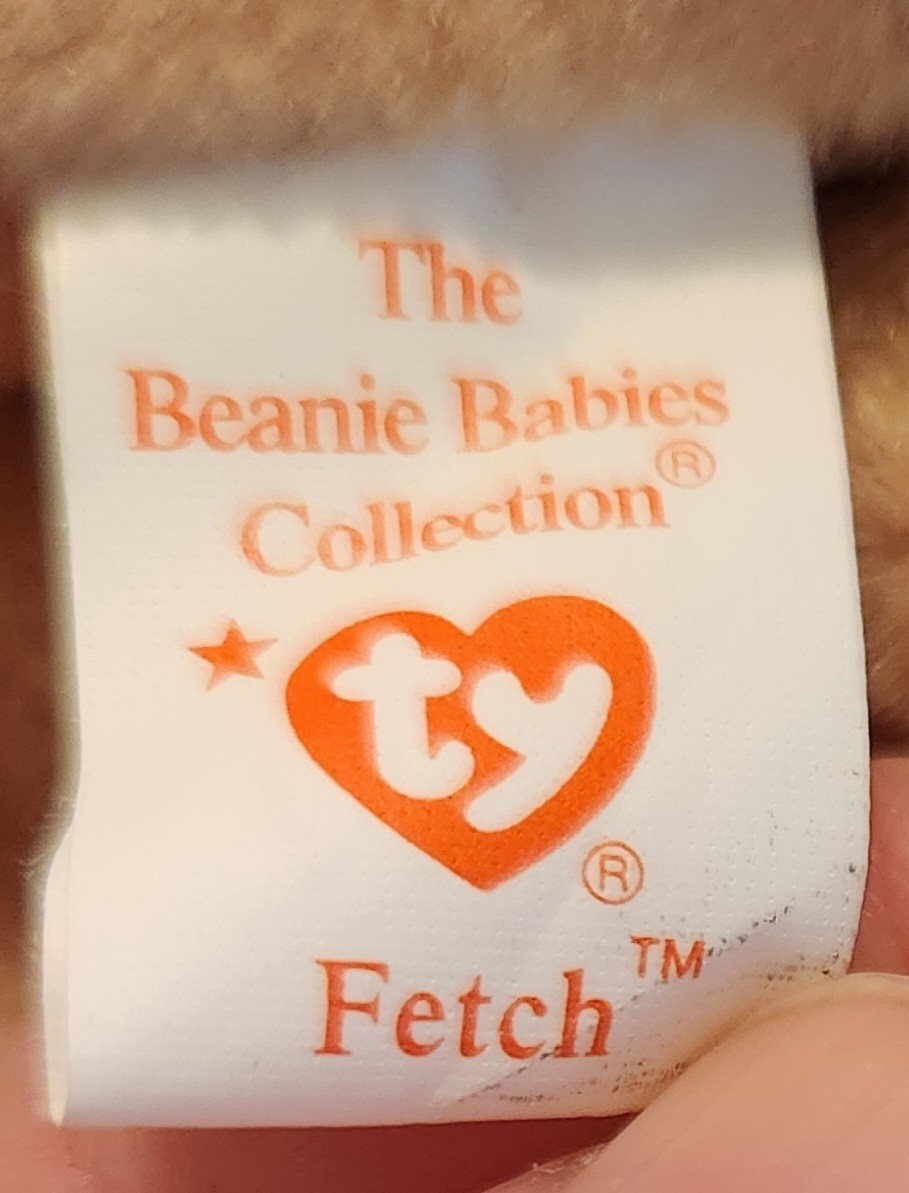 The
Beanie Babies
Collection®
ty®
Fetch™